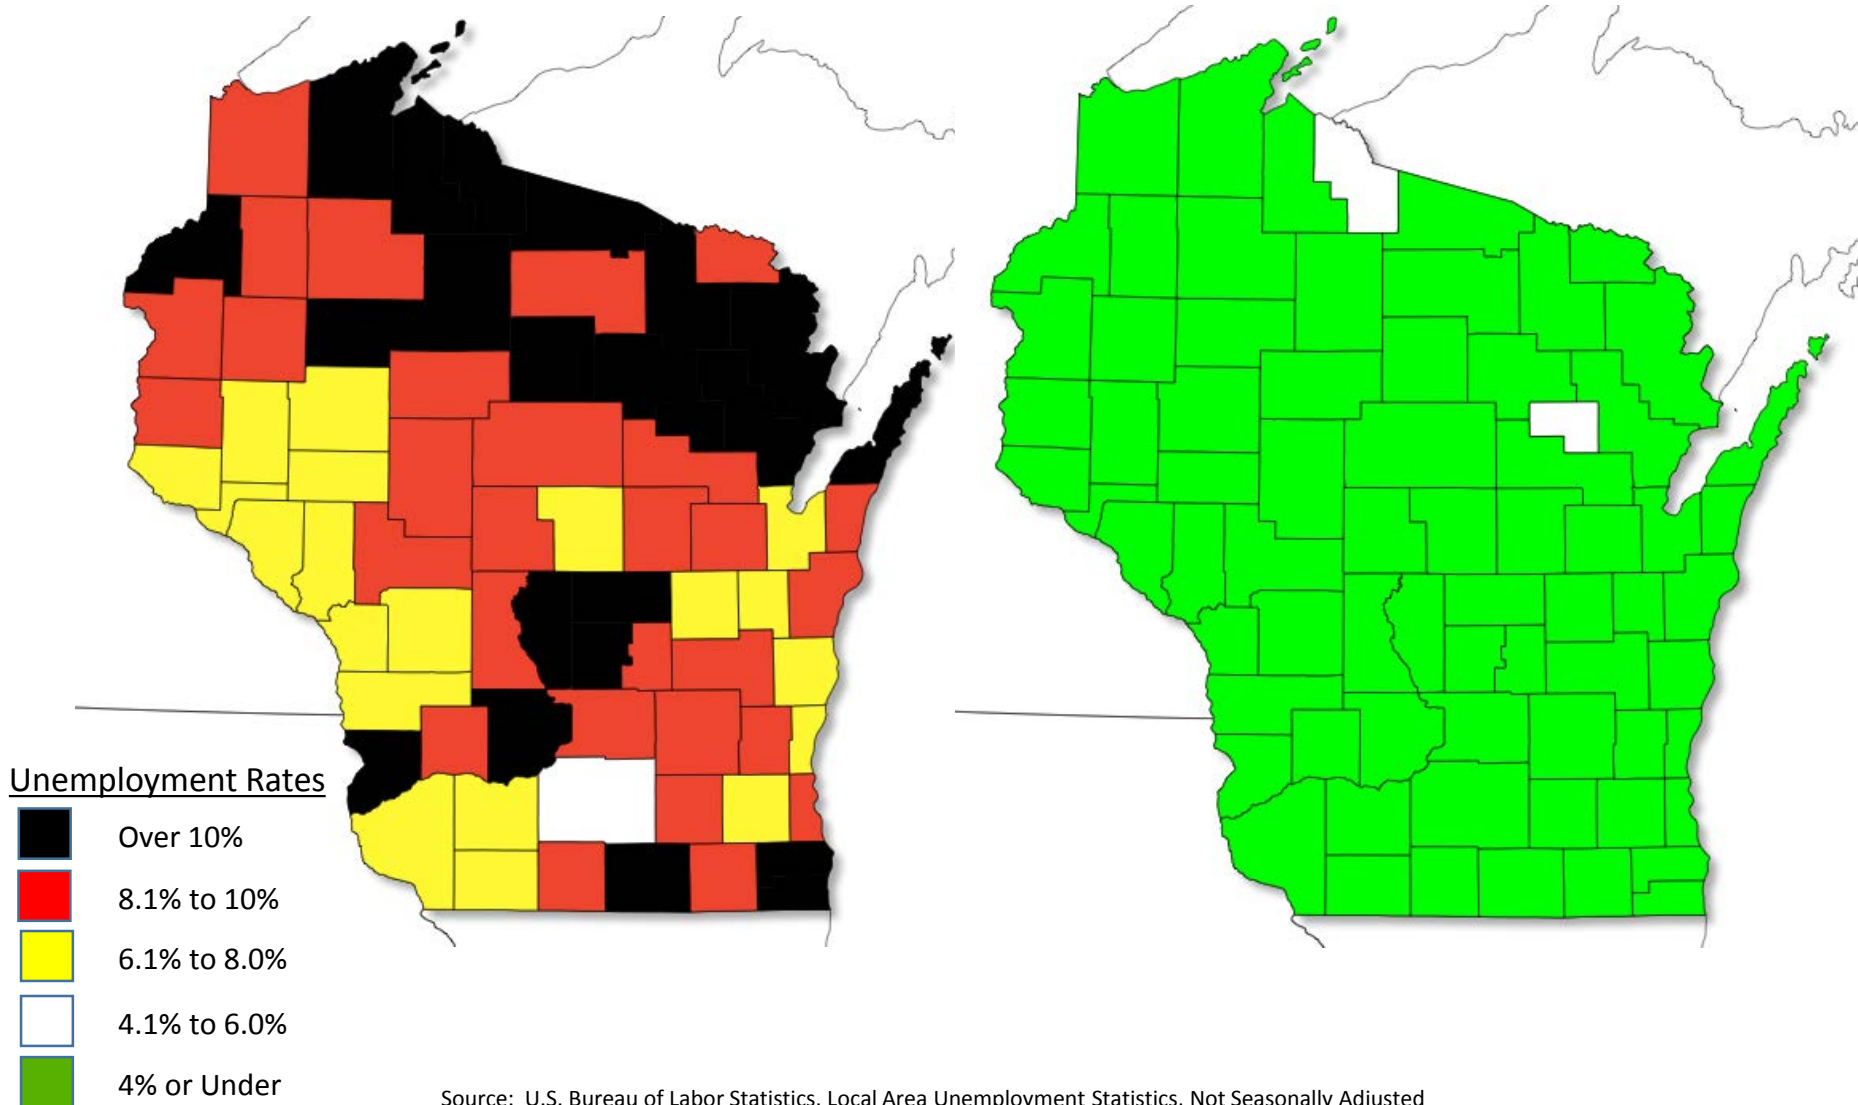 Unemployment Rates
Over 10%
8.1% to 10%
6.1% to 8.0%
4.1% to 6.0%
4% or Under
Source: U.S. Bureau of Labor Statistics, Local Area Unemployment Statistics, Not Seasonally Adjusted